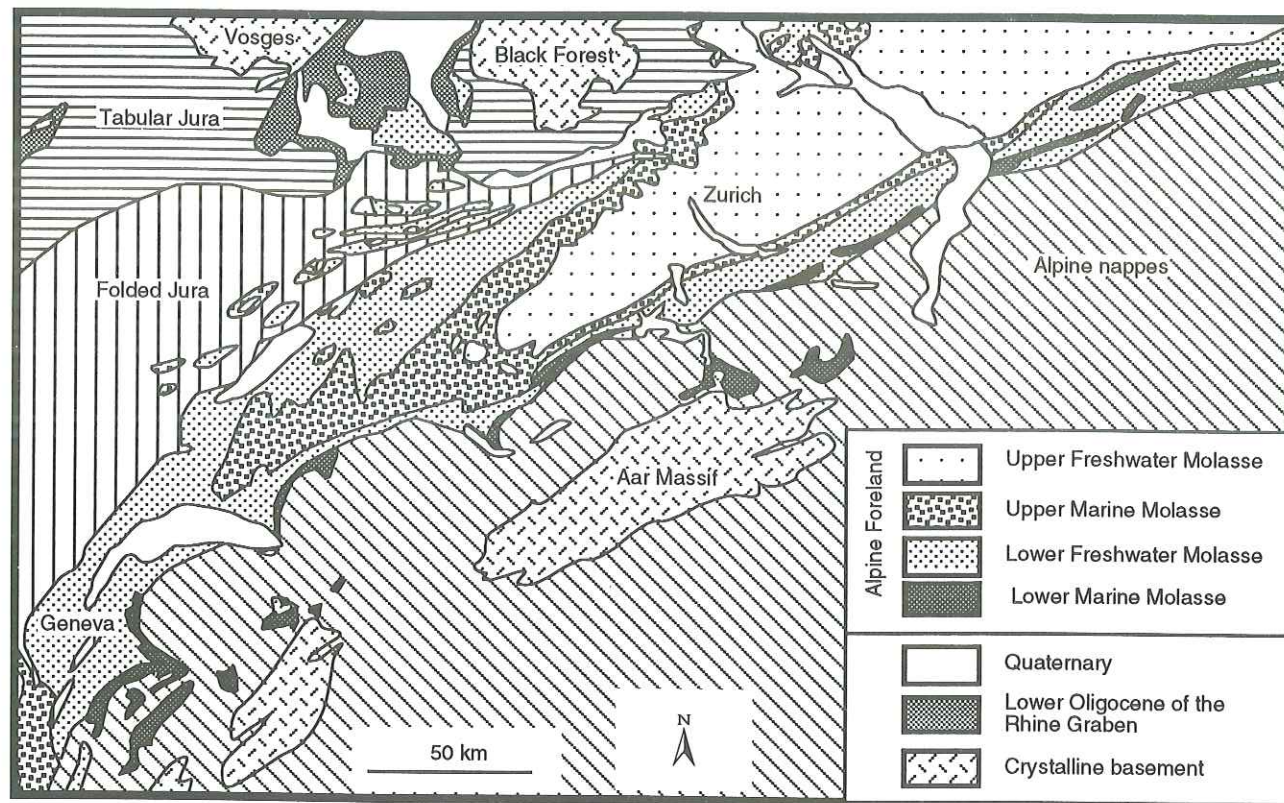 Vosges
Black Forest
Tabular Jura
Zurich
Folded Jura
Alpine nappes
Aar Massif
Geneva
50 km
N
Alpine Foreland
Upper Freshwater Molasse
Upper Marine Molasse
Lower Freshwater Molasse
Lower Marine Molasse
Quaternary
Lower Oligocene of the
Rhine Graben
Crystalline basement